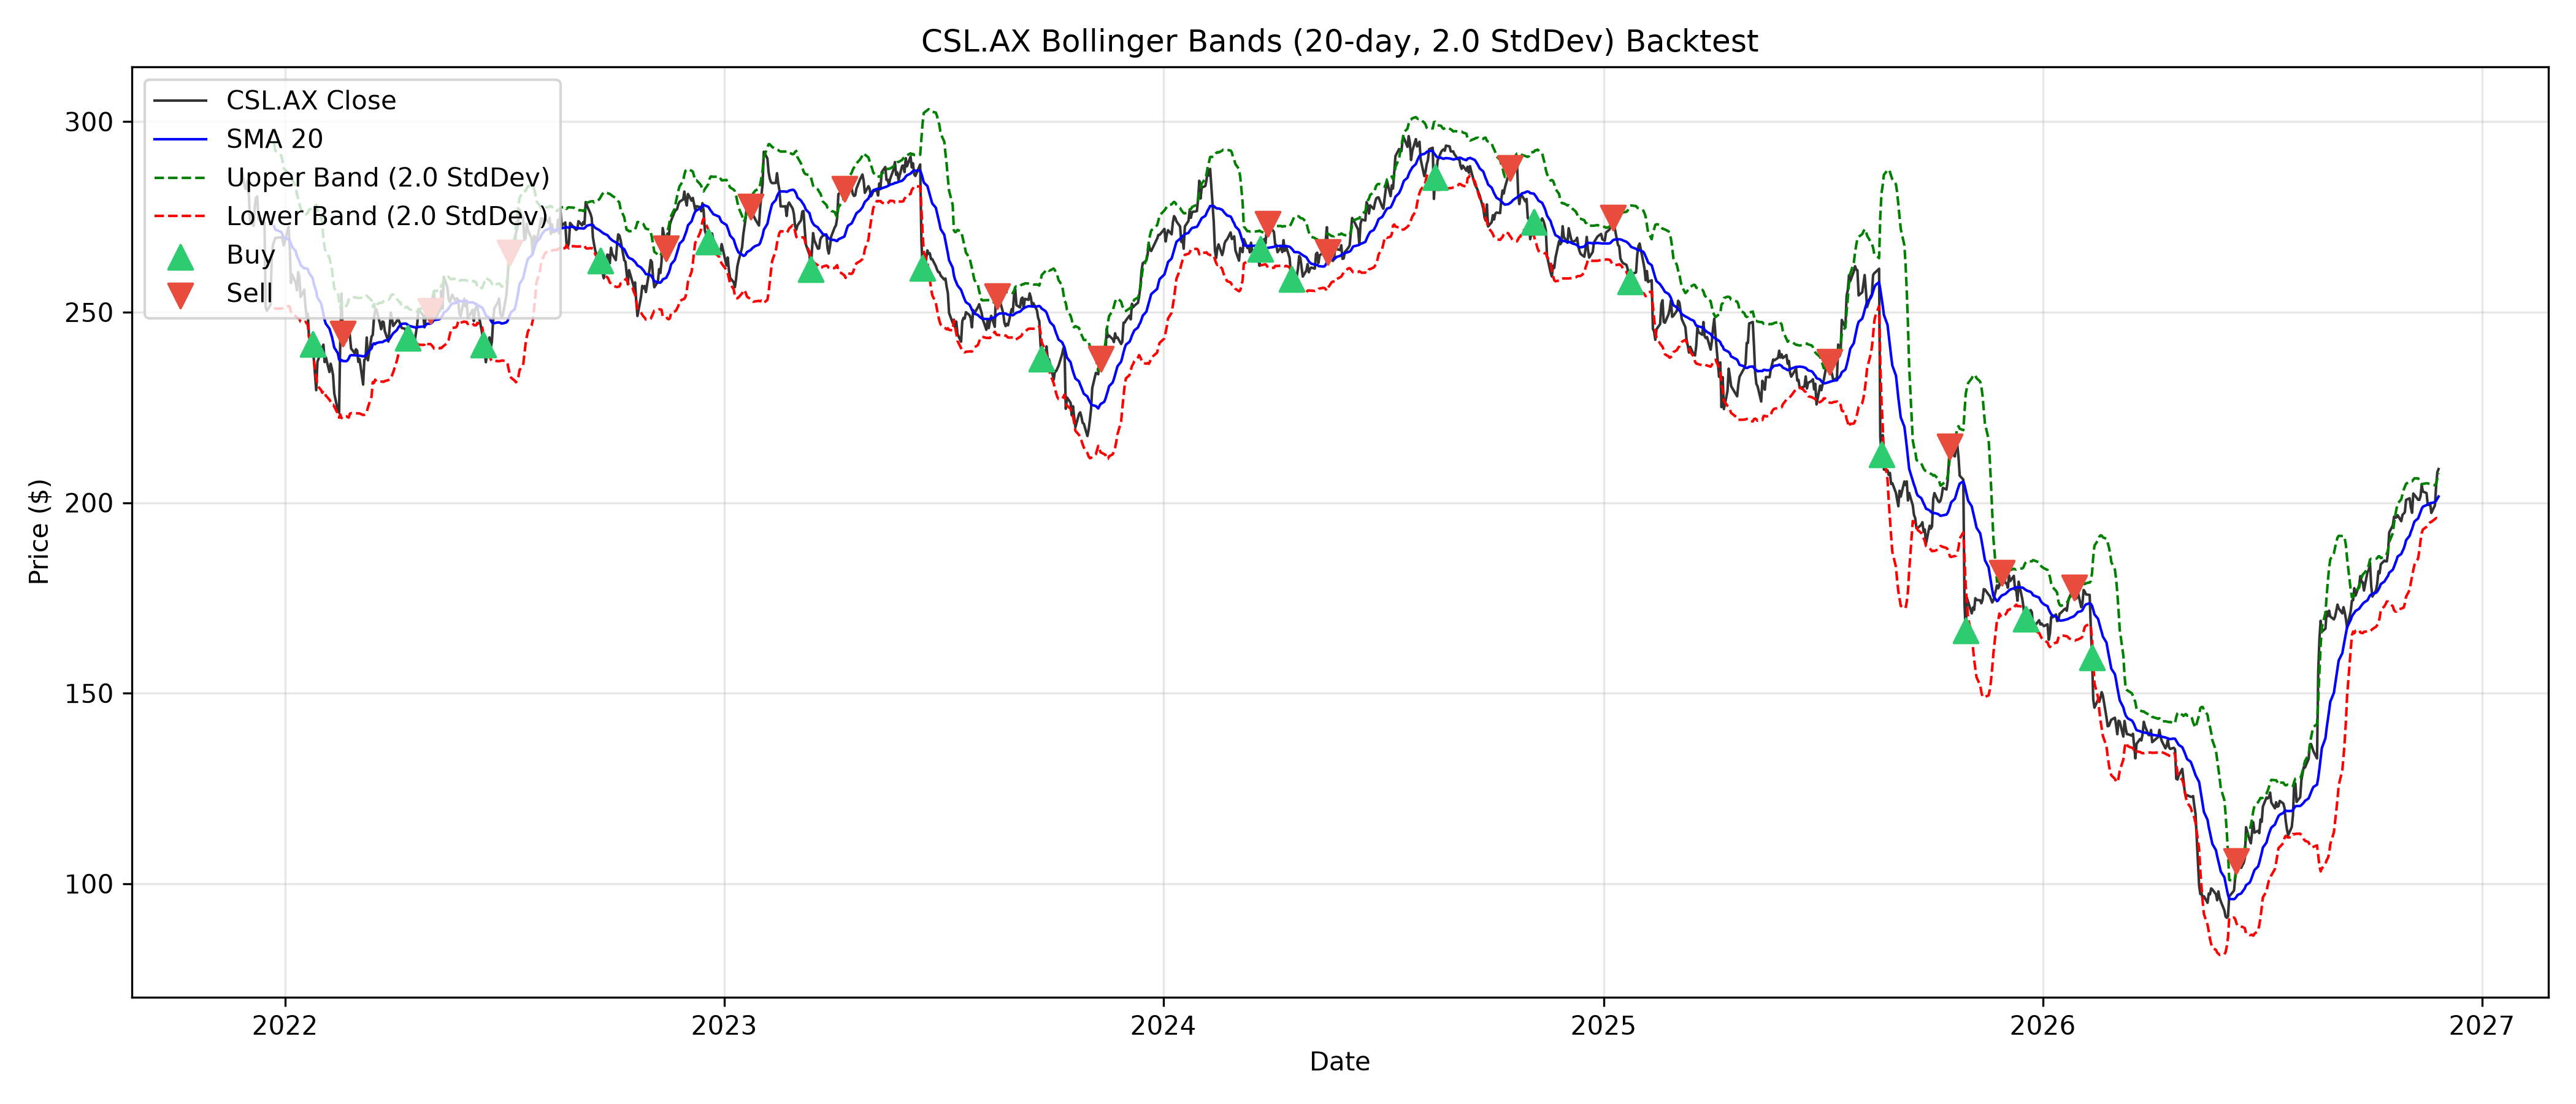 CSL.AX Bollinger Bands (20-day, 2.0 StdDev) Backtest
CSL.AX Close
SMA 20
Upper Band (2.0 StdDev)
Lower Band (2.0 StdDev)
Buy
Sell
Price ($)
300
250
200
150
100
2022
2023
2024
2025
2026
2027
Date